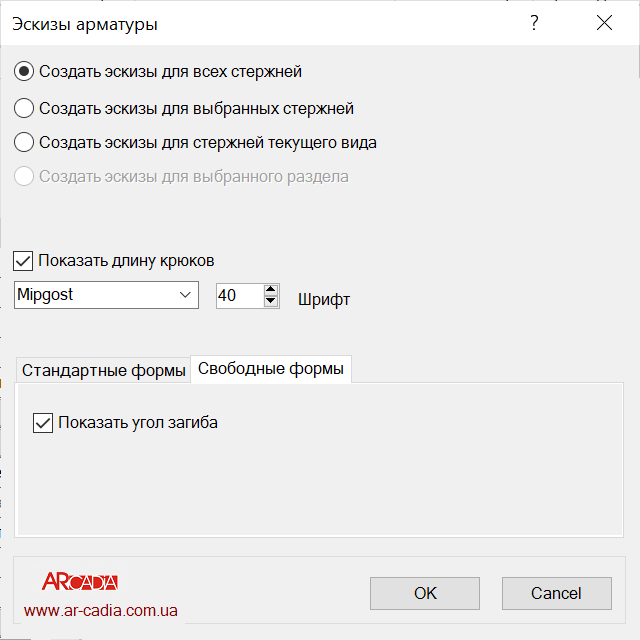 Эскизы арматуры ?
Создать эскизы для всех стержней
Создать эскизы для выбранных стержней
Создать эскизы для стержней текущего вида
Создать эскизы для выбранного раздела
Показать длину крюков
Mipgost 40 Шрифт
Стандартные формы Свободные формы
Показать угол загиба
ARCADIA
www.ar-cadia.com.ua
OK Cancel